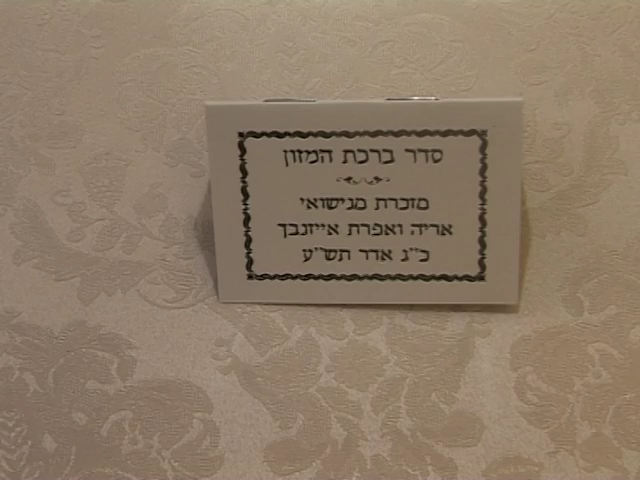 סדר ברכת המזון
מזכרת מנישואי
אריה ואפרת אייזנבך
כ"ג אדר תש"ע